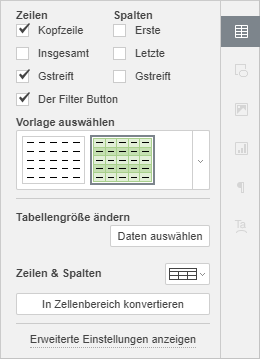 Zeilen Spalten
Kopfzeile Erste
Insgesamt Letzte
Gstreift Gstreift
Der Filter Button
Vorlage auswählen
Tabellengröße ändern
Daten auswählen
Zeilen & Spalten
In Zellenbereich konvertieren
Erweiterte Einstellungen anzeigen
Ta